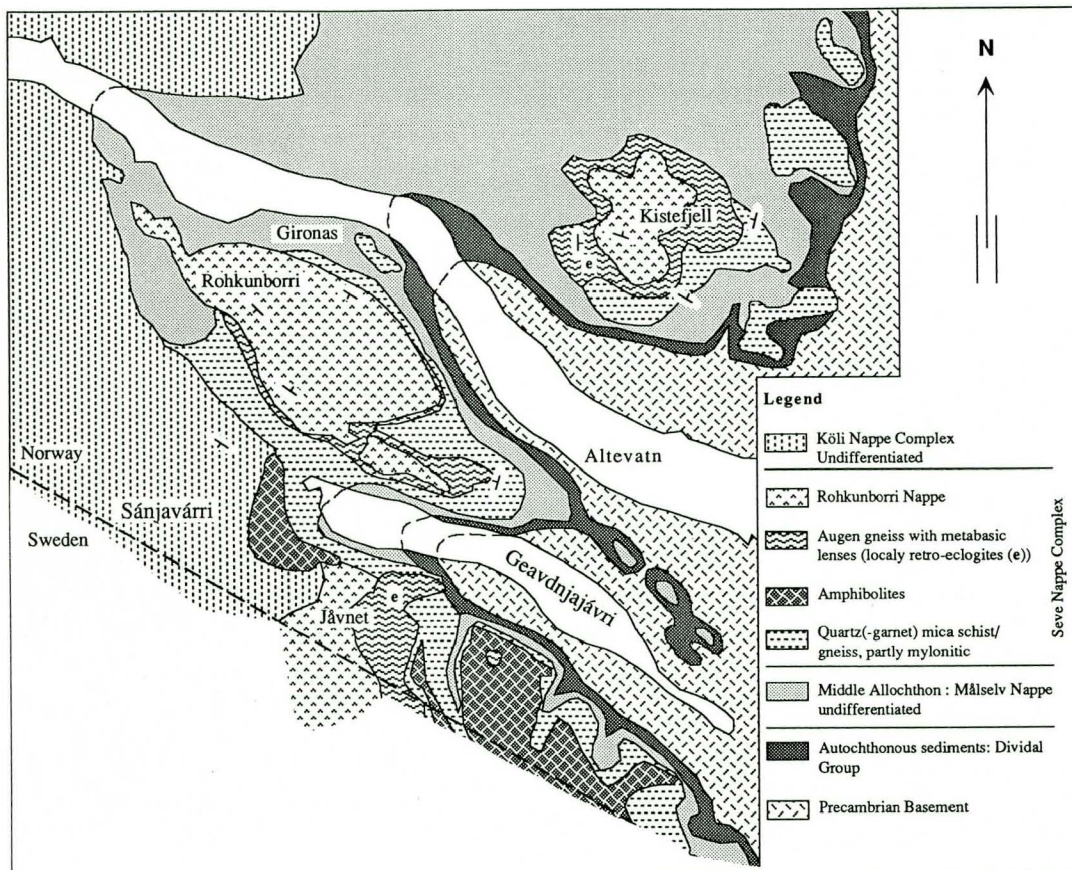 N
Gironas
Kistefjell
e
Rohkunborri
Altevatn
Norway
Sánjavárri
Sweden
Geavdnjajávri
e
Jåvnet
Legend
Köli Nappe Complex
Undifferentiated
Rohkunborri Nappe
Augen gneiss with metabasic
lenses (localy retro-eclogites (e))
Amphibolites
Quartz(-garnet) mica schist/
gneiss, partly mylonitic
Seve Nappe Complex
Middle Allochthon : Målselv Nappe
undifferentiated
Autochthonous sediments: Dividal
Group
Precambrian Basement